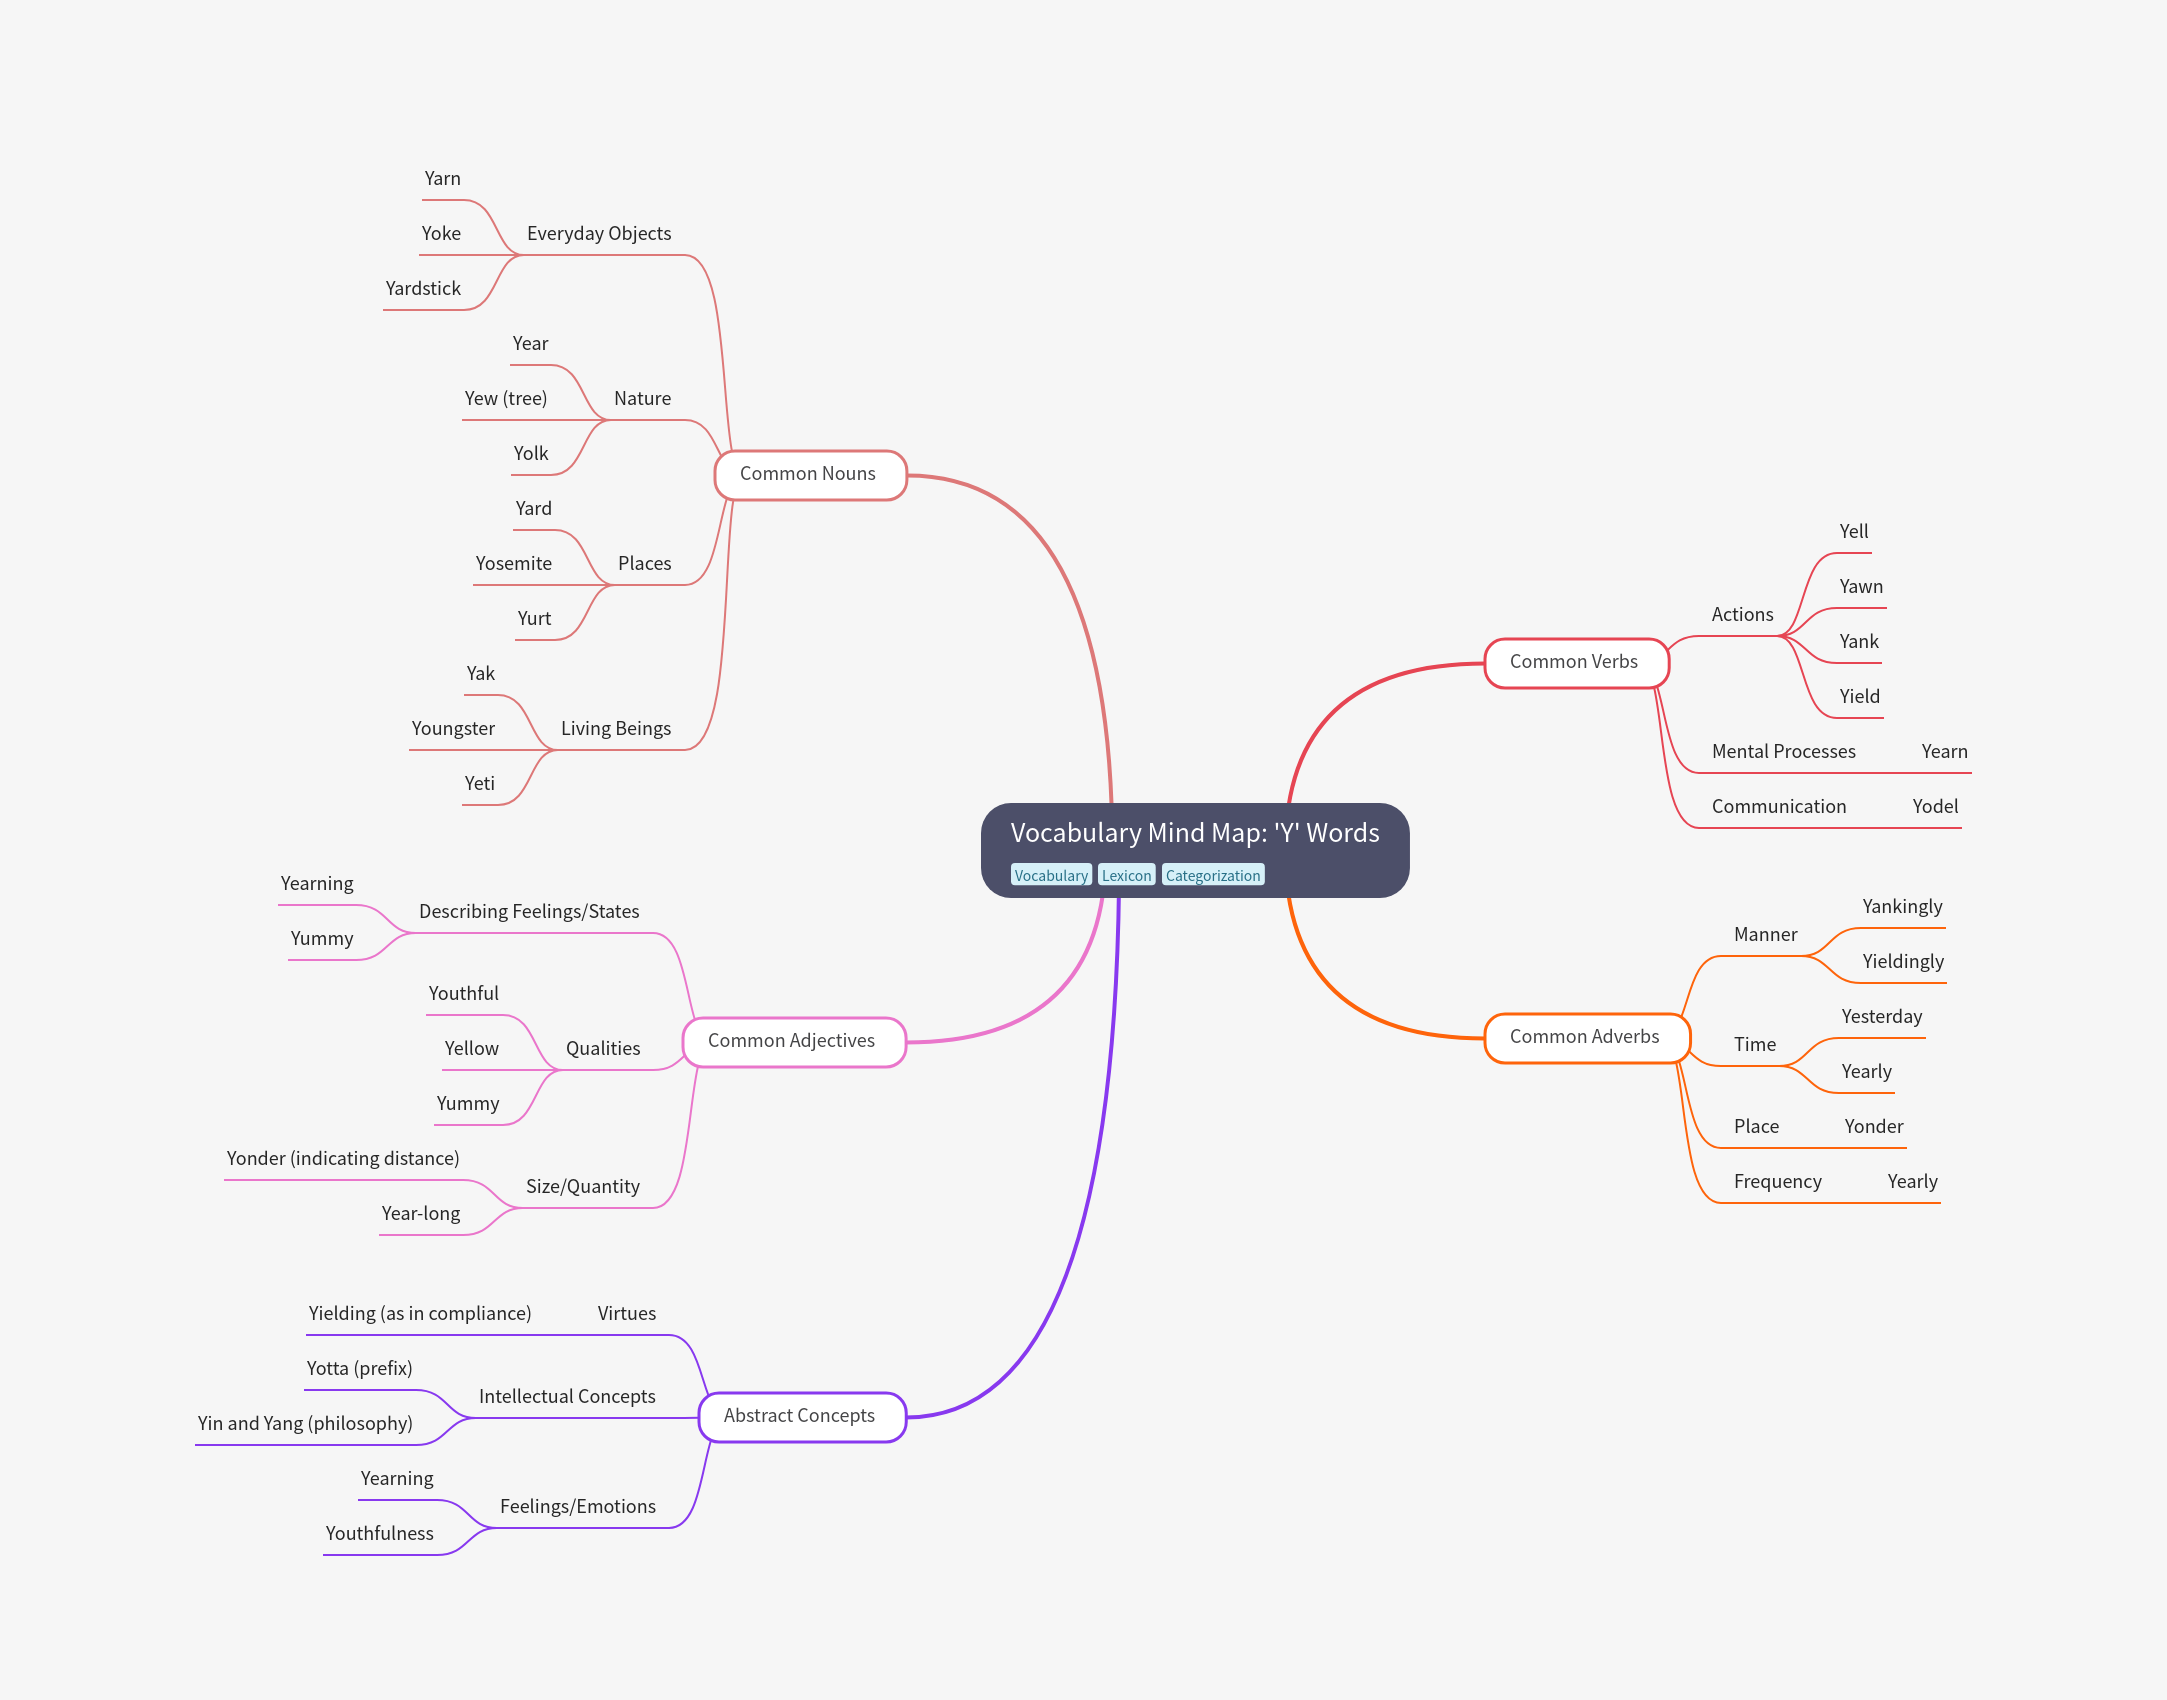 Vocabulary Mind Map: 'Y' Words
Vocabulary Lexicon Categorization
Common Nouns
Everyday Objects
Yarn
Yoke
Yardstick
Nature
Year
Yew (tree)
Yolk
Places
Yard
Yosemite
Yurt
Living Beings
Yak
Youngster
Yeti
Common Adjectives
Describing Feelings/States
Yearning
Yummy
Qualities
Youthful
Yellow
Yummy
Size/Quantity
Yonder (indicating distance)
Year-long
Abstract Concepts
Virtues
Yielding (as in compliance)
Intellectual Concepts
Yotta (prefix)
Yin and Yang (philosophy)
Feelings/Emotions
Yearning
Youthfulness
Common Verbs
Actions
Yell
Yawn
Yank
Yield
Mental Processes
Yearn
Communication
Yodel
Common Adverbs
Manner
Yankingly
Yieldingly
Time
Yesterday
Yearly
Place
Yonder
Frequency
Yearly